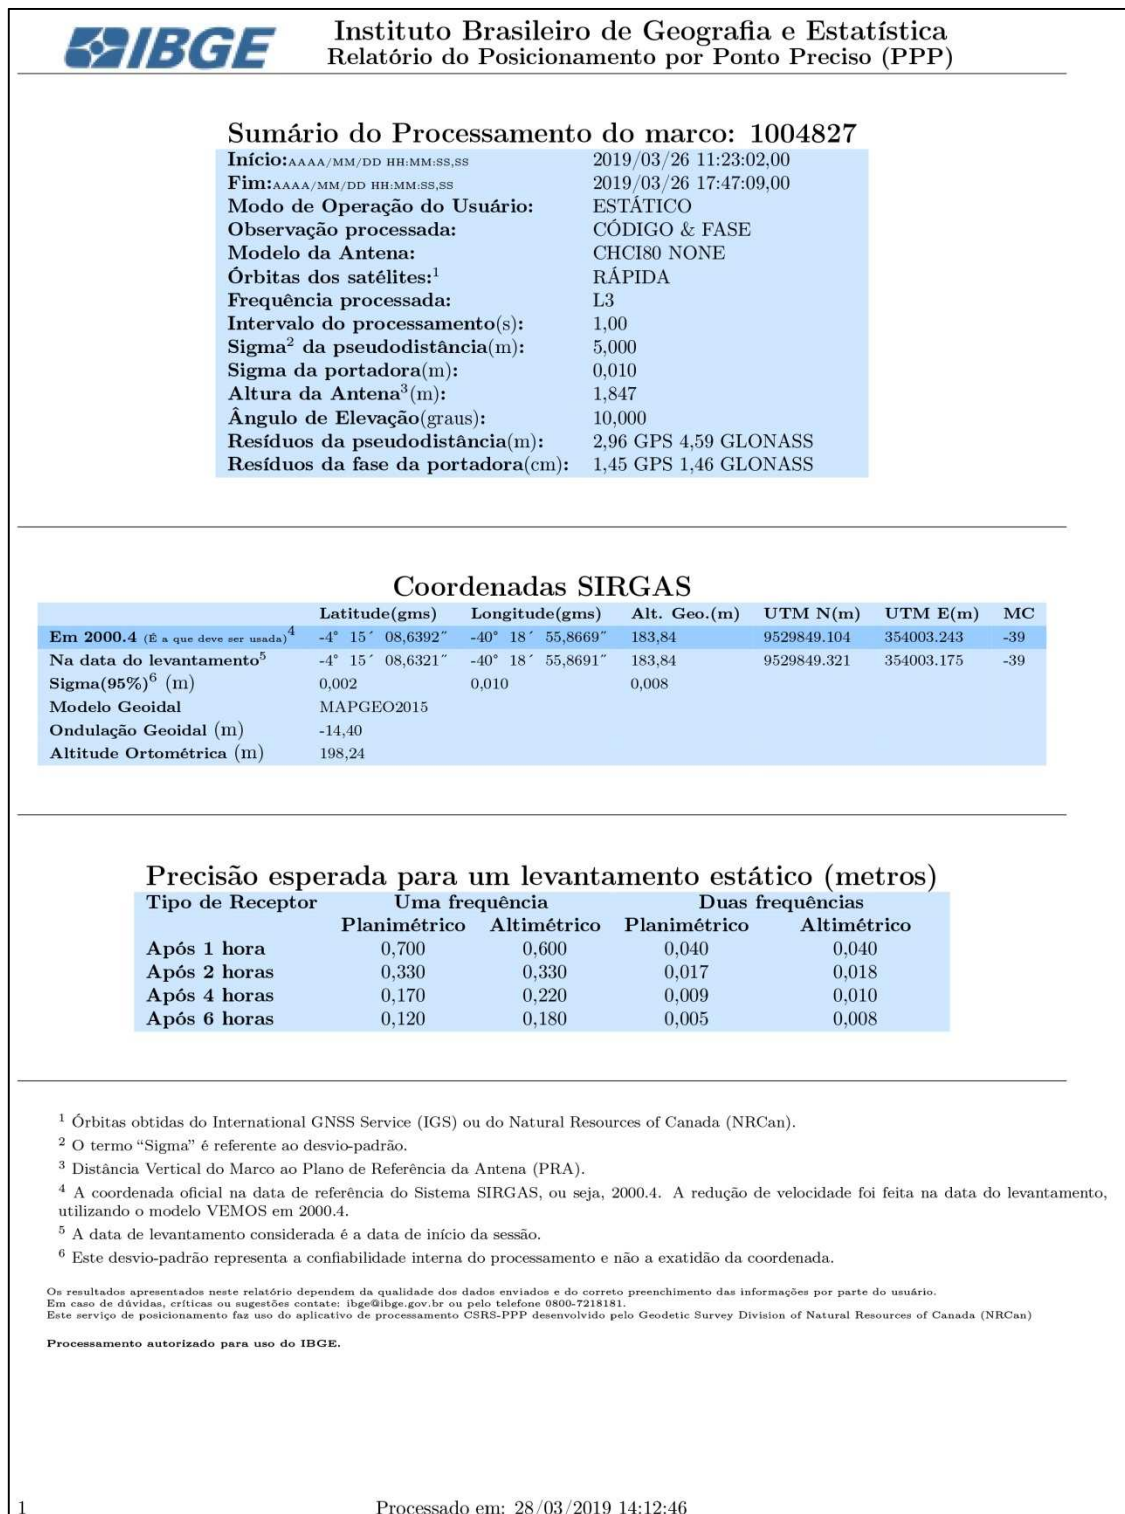 IBGE
Instituto Brasileiro de Geografia e Estatística
Relatório do Posicionamento por Ponto Preciso (PPP)
Sumário do Processamento do marco: 1004827
Início:AAAA/MM/DD HH:MM:SS,SS 2019/03/26 11:23:02,00
Fim:AAAA/MM/DD HH:MM:SS,SS 2019/03/26 17:47:09,00
Modo de Operação do Usuário: ESTÁTICO
Observação processada: CÓDIGO & FASE
Modelo da Antena: CHCI80 NONE
Órbitas dos satélites:¹ RÁPIDA
Frequência processada: L3
Intervalo do processamento(s): 1,00
Sigma² da pseudodistância(m): 5,000
Sigma da portadora(m): 0,010
Altura da Antena³(m): 1,847
Ângulo de Elevação(graus): 10,000
Resíduos da pseudodistância(m): 2,96 GPS 4,59 GLONASS
Resíduos da fase da portadora(cm): 1,45 GPS 1,46 GLONASS
Coordenadas SIRGAS
Latitude(gms) Longitude(gms) Alt. Geo.(m) UTM N(m) UTM E(m) MC
Em 2000.4 (É a que deve ser usada)⁴ -4° 15´ 08,6392˝ -40° 18´ 55,8669˝ 183,84 9529849.104 354003.243 -39
Na data do levantamento⁵ -4° 15´ 08,6321˝ -40° 18´ 55,8691˝ 183,84 9529849.321 354003.175 -39
Sigma(95%)⁶ (m) 0,002 0,010 0,008
Modelo Geoidal MAPGEO2015
Ondulação Geoidal (m) -14,40
Altitude Ortométrica (m) 198,24
Precisão esperada para um levantamento estático (metros)
Tipo de Receptor Uma frequência Duas frequências
Planimétrico Altimétrico Planimétrico Altimétrico
Após 1 hora 0,700 0,600 0,040 0,040
Após 2 horas 0,330 0,330 0,017 0,018
Após 4 horas 0,170 0,220 0,009 0,010
Após 6 horas 0,120 0,180 0,005 0,008
¹ Órbitas obtidas do International GNSS Service (IGS) ou do Natural Resources of Canada (NRCan).
² O termo “Sigma” é referente ao desvio-padrão.
³ Distância Vertical do Marco ao Plano de Referência da Antena (PRA).
⁴ A coordenada oficial na data de referência do Sistema SIRGAS, ou seja, 2000.4. A redução de velocidade foi feita na data do levantamento,
utilizando o modelo VEMOS em 2000.4.
⁵ A data de levantamento considerada é a data de início da sessão.
⁶ Este desvio-padrão representa a confiabilidade interna do processamento e não a exatidão da coordenada.
Os resultados apresentados neste relatório dependem da qualidade dos dados enviados e do correto preenchimento das informações por parte do usuário.
Em caso de dúvidas, críticas ou sugestões contate: ibge@ibge.gov.br ou pelo telefone 0800-7218181.
Este serviço de posicionamento faz uso do aplicativo de processamento CSRS-PPP desenvolvido pelo Geodetic Survey Division of Natural Resources of Canada (NRCan)
Processamento autorizado para uso do IBGE.
1 Processado em: 28/03/2019 14:12:46